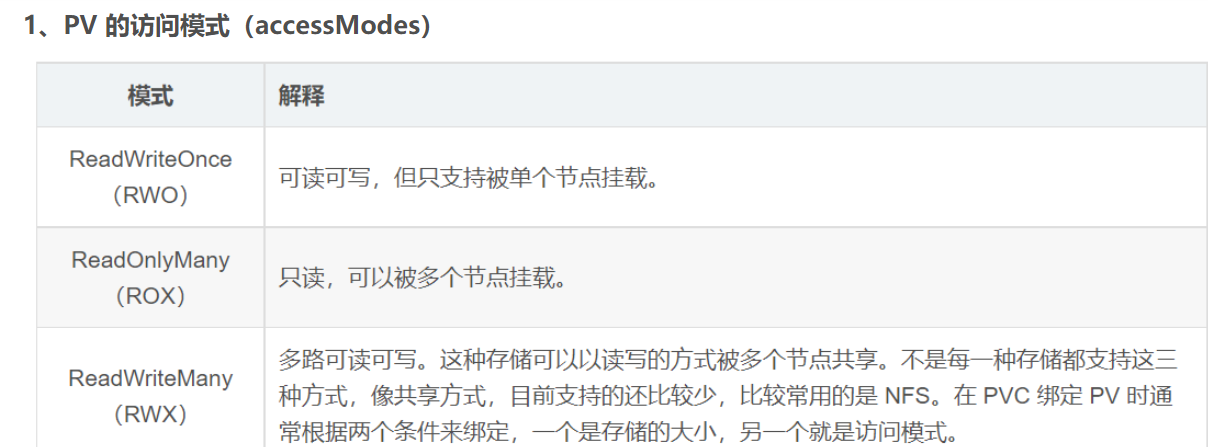 1、PV 的访问模式（accessModes）
模式
解释
ReadWriteOnce
（RWO）
可读可写，但只支持被单个节点挂载。
ReadOnlyMany
（ROX）
只读，可以被多个节点挂载。
ReadWriteMany
（RWX）
多路可读可写。这种存储可以以读写的方式被多个节点共享。不是每一种存储都支持这三
种方式，像共享方式，目前支持的还比较少，比较常用的是 NFS。在 PVC 绑定 PV 时通
常根据两个条件来绑定，一个是存储的大小，另一个就是访问模式。